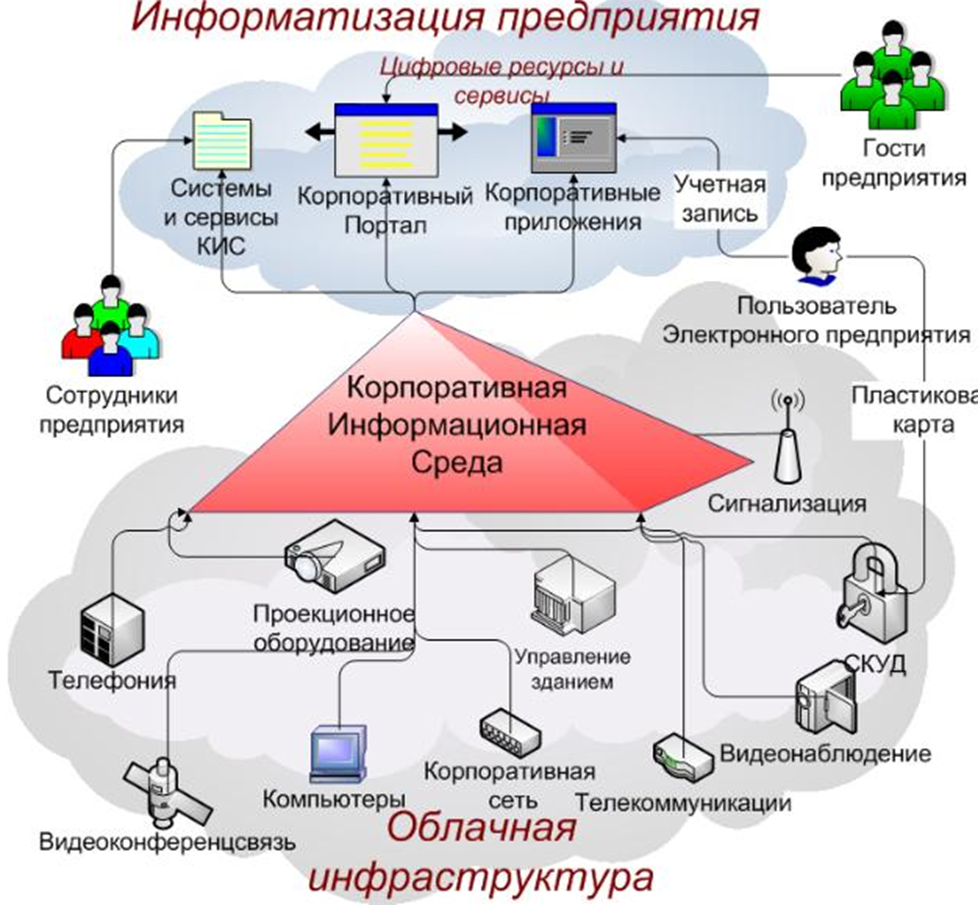 Информатизация предприятия
Цифровые ресурсы и
сервисы
Гости
предприятия
Системы
и сервисы
КИС
Корпоративный
Портал
Корпоративные
приложения
Учетная
запись
Пользователь
Электронного предприятия
Сотрудники
предприятия
Корпоративная
Информационная
Среда
Пластикова
карта
Сигнализация
Проекционное
оборудование
Телефония
Управление
зданием
СКУД
Видеонаблюдение
Корпоративная
сеть
Компьютеры
Телекоммуникации
Видеоконференцсвязь
Облачная
инфраструктура